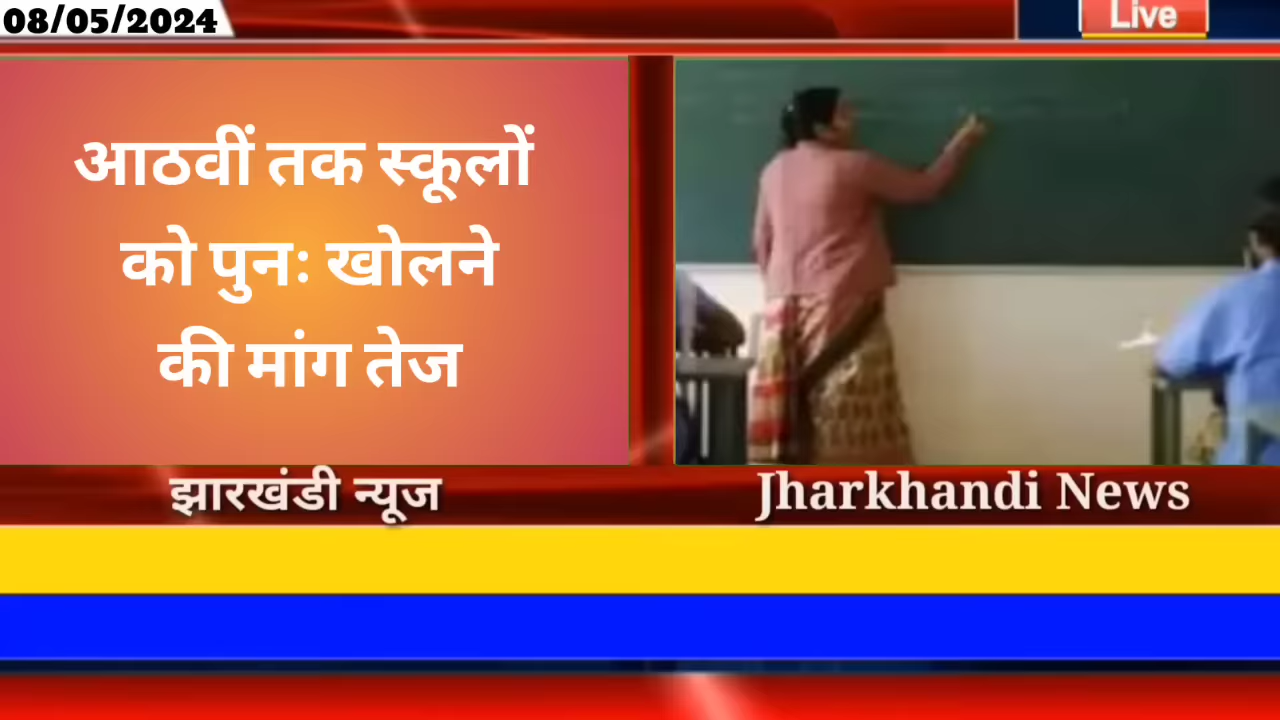 08/05/2024
Live
आठवीं तक स्कूलों
को पुनः खोलने
की मांग तेज
झारखंडी न्यूज
Jharkhandi News